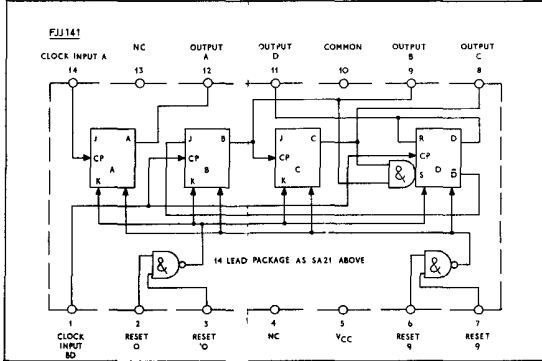 FJJ141
CLOCK INPUT A
NC
OUTPUT A
OUTPUT D
COMMON
OUTPUT B
OUTPUT C
14 13 12 11 10 9 8
J A
CP
A
K
J B
CP
B
K
J C
CP
C
K
R D
CP
S D D̅
&
&
&
14 LEAD PACKAGE AS SA21 ABOVE
1 2 3 4 5 6 7
CLOCK INPUT BD
RESET O
RESET 'O
NC
VCC
RESET 9
RESET 9